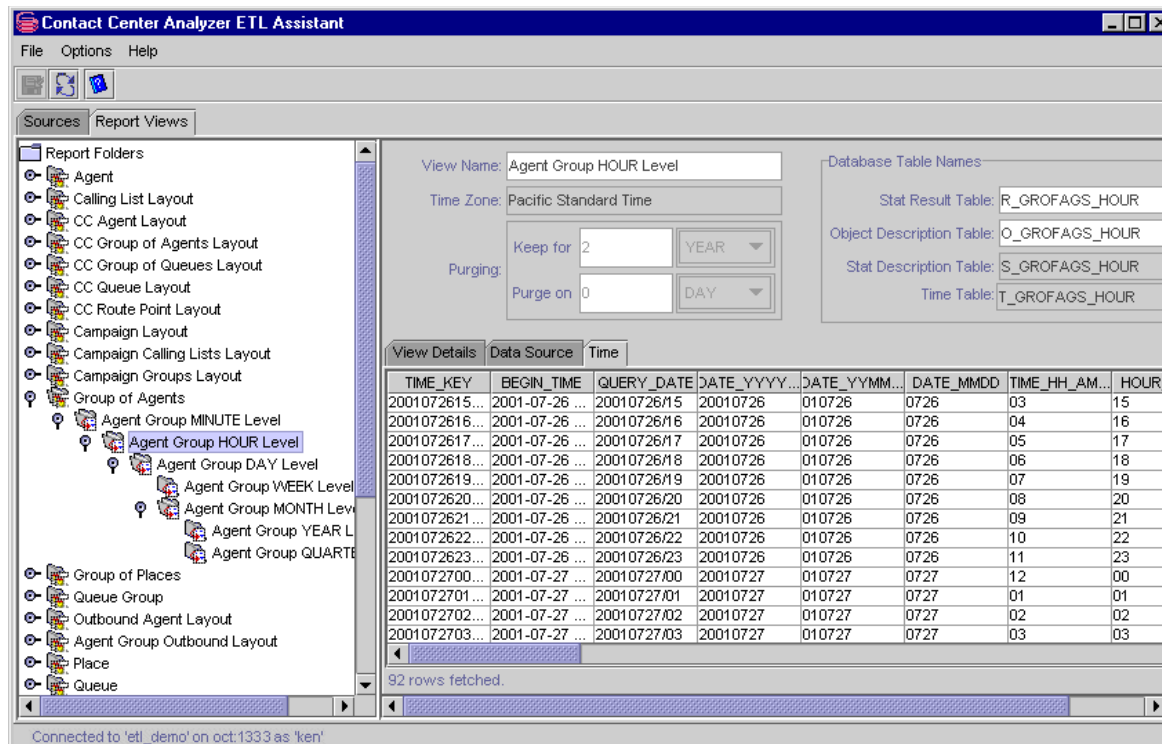 Contact Center Analyzer ETL Assistant
File Options Help
Sources Report Views
Report Folders
Agent
Calling List Layout
CC Agent Layout
CC Group of Agents Layout
CC Group of Queues Layout
CC Queue Layout
CC Route Point Layout
Campaign Layout
Campaign Calling Lists Layout
Campaign Groups Layout
Group of Agents
Agent Group MINUTE Level
Agent Group HOUR Level
Agent Group DAY Level
Agent Group WEEK Level
Agent Group MONTH Lev
Agent Group YEAR L
Agent Group QUARTE
Group of Places
Queue Group
Outbound Agent Layout
Agent Group Outbound Layout
Place
Queue
View Name: Agent Group HOUR Level
Time Zone: Pacific Standard Time
Purging:
Keep for 2 YEAR
Purge on 0 DAY
Database Table Names
Stat Result Table: R_GROFAGS_HOUR
Object Description Table: O_GROFAGS_HOUR
Stat Description Table: S_GROFAGS_HOUR
Time Table: T_GROFAGS_HOUR
View Details Data Source Time
TIME_KEY BEGIN_TIME QUERY_DATE DATE_YYYY... DATE_YYMM... DATE_MMDD TIME_HH_AM... HOUR
2001072615... 2001-07-26 ... 20010726/15 20010726 010726 0726 03 15
2001072616... 2001-07-26 ... 20010726/16 20010726 010726 0726 04 16
2001072617... 2001-07-26 ... 20010726/17 20010726 010726 0726 05 17
2001072618... 2001-07-26 ... 20010726/18 20010726 010726 0726 06 18
2001072619... 2001-07-26 ... 20010726/19 20010726 010726 0726 07 19
2001072620... 2001-07-26 ... 20010726/20 20010726 010726 0726 08 20
2001072621... 2001-07-26 ... 20010726/21 20010726 010726 0726 09 21
2001072622... 2001-07-26 ... 20010726/22 20010726 010726 0726 10 22
2001072623... 2001-07-26 ... 20010726/23 20010726 010726 0726 11 23
2001072700... 2001-07-27 ... 20010727/00 20010727 010727 0727 12 00
2001072701... 2001-07-27 ... 20010727/01 20010727 010727 0727 01 01
2001072702... 2001-07-27 ... 20010727/02 20010727 010727 0727 02 02
2001072703... 2001-07-27 ... 20010727/03 20010727 010727 0727 03 03
92 rows fetched.
Connected to 'etl_demo' on oct:1333 as 'ken'